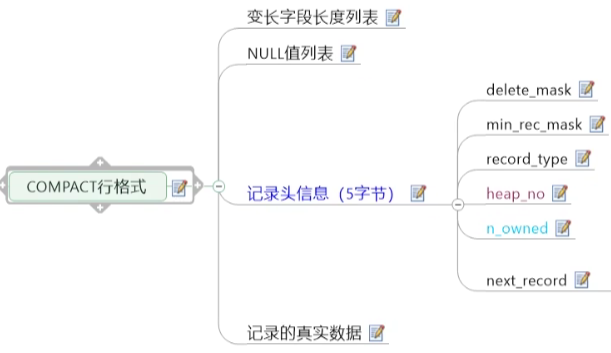 变长字段长度列表
NULL值列表
delete_mask
min_rec_mask
record_type
COMPACT行格式
记录头信息（5字节）
heap_no
n_owned
next_record
记录的真实数据